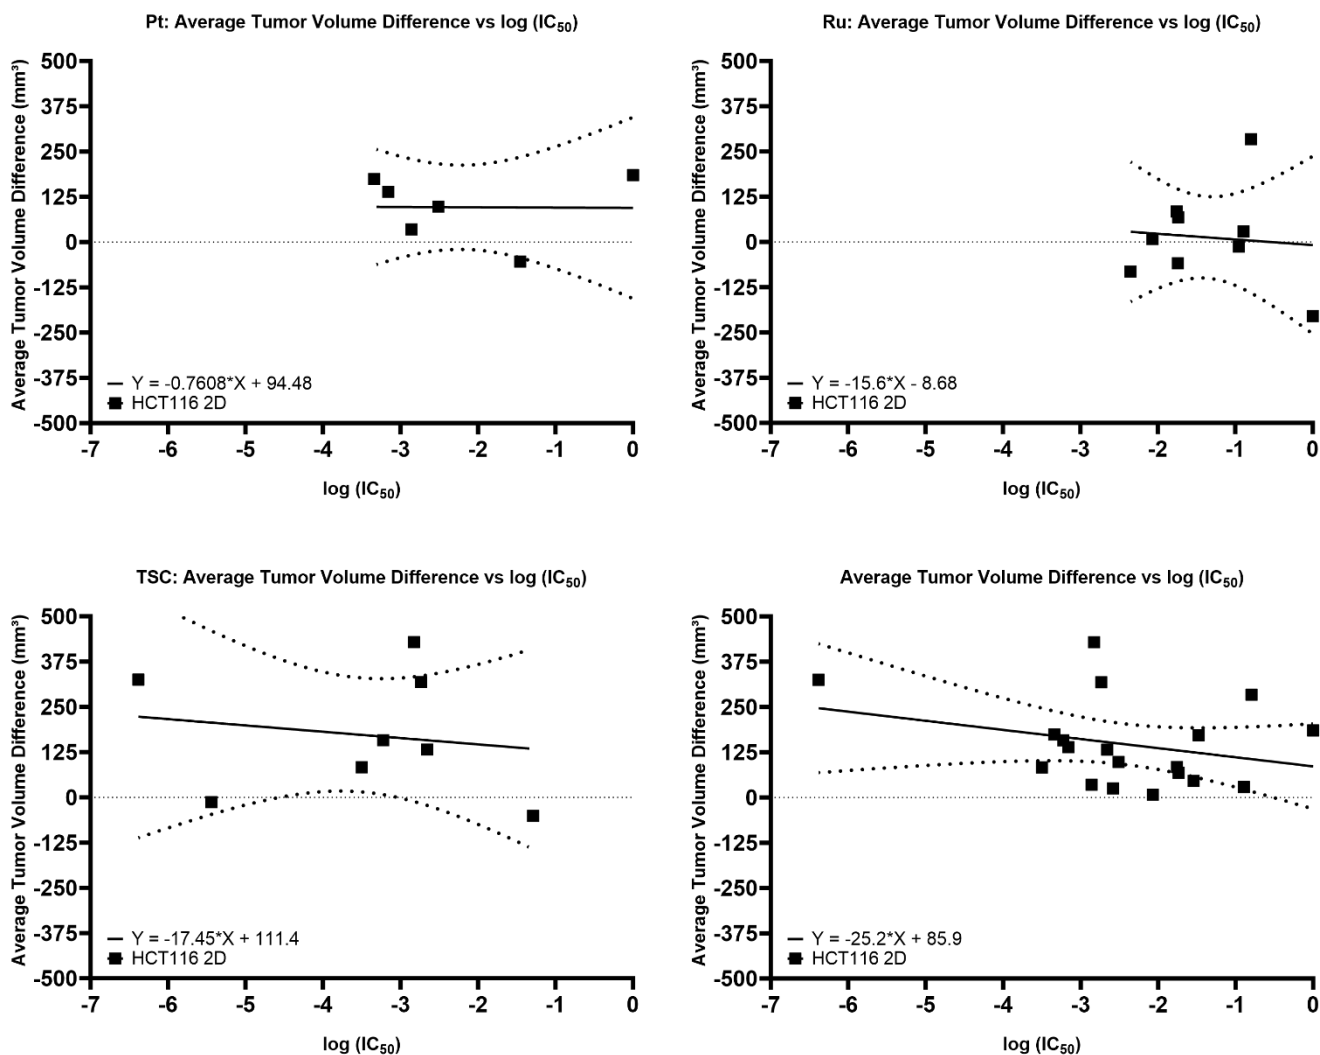 Pt: Average Tumor Volume Difference vs log (IC₅₀)
Average Tumor Volume Difference (mm³)
500
375
250
125
0
-125
-250
-375
-500
Y = -0.7608*X + 94.48
HCT116 2D
-7 -6 -5 -4 -3 -2 -1 0
log (IC₅₀)
Ru: Average Tumor Volume Difference vs log (IC₅₀)
Average Tumor Volume Difference (mm³)
500
375
250
125
0
-125
-250
-375
-500
Y = -15.6*X - 8.68
HCT116 2D
-7 -6 -5 -4 -3 -2 -1 0
log (IC₅₀)
TSC: Average Tumor Volume Difference vs log (IC₅₀)
Average Tumor Volume Difference (mm³)
500
375
250
125
0
-125
-250
-375
-500
Y = -17.45*X + 111.4
HCT116 2D
-7 -6 -5 -4 -3 -2 -1 0
log (IC₅₀)
Average Tumor Volume Difference vs log (IC₅₀)
Average Tumor Volume Difference (mm³)
500
375
250
125
0
-125
-250
-375
-500
Y = -25.2*X + 85.9
HCT116 2D
-7 -6 -5 -4 -3 -2 -1 0
log (IC₅₀)